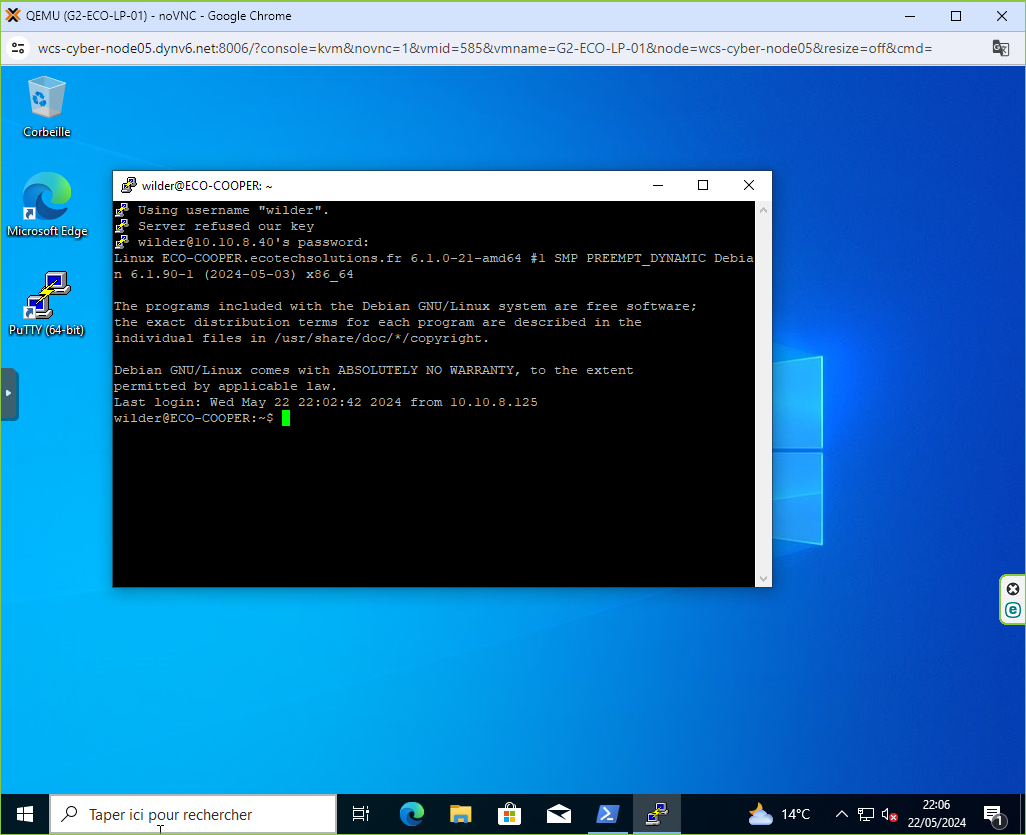 QEMU (G2-ECO-LP-01) - noVNC - Google Chrome
wcs-cyber-node05.dynv6.net:8006/?console=kvm&novnc=1&vmid=585&vmname=G2-ECO-LP-01&node=wcs-cyber-node05&resize=off&cmd=
Corbeille
Microsoft Edge
PuTTY (64-bit)
wilder@ECO-COOPER: ~
Using username "wilder".
Server refused our key
wilder@10.10.8.40's password:
Linux ECO-COOPER.ecotechsolutions.fr 6.1.0-21-amd64 #1 SMP PREEMPT_DYNAMIC Debia
n 6.1.90-1 (2024-05-03) x86_64
The programs included with the Debian GNU/Linux system are free software;
the exact distribution terms for each program are described in the
individual files in /usr/share/doc/*/copyright.
Debian GNU/Linux comes with ABSOLUTELY NO WARRANTY, to the extent
permitted by applicable law.
Last login: Wed May 22 22:02:42 2024 from 10.10.8.125
wilder@ECO-COOPER:~$
Taper ici pour rechercher
14°C
22:06
22/05/2024
1